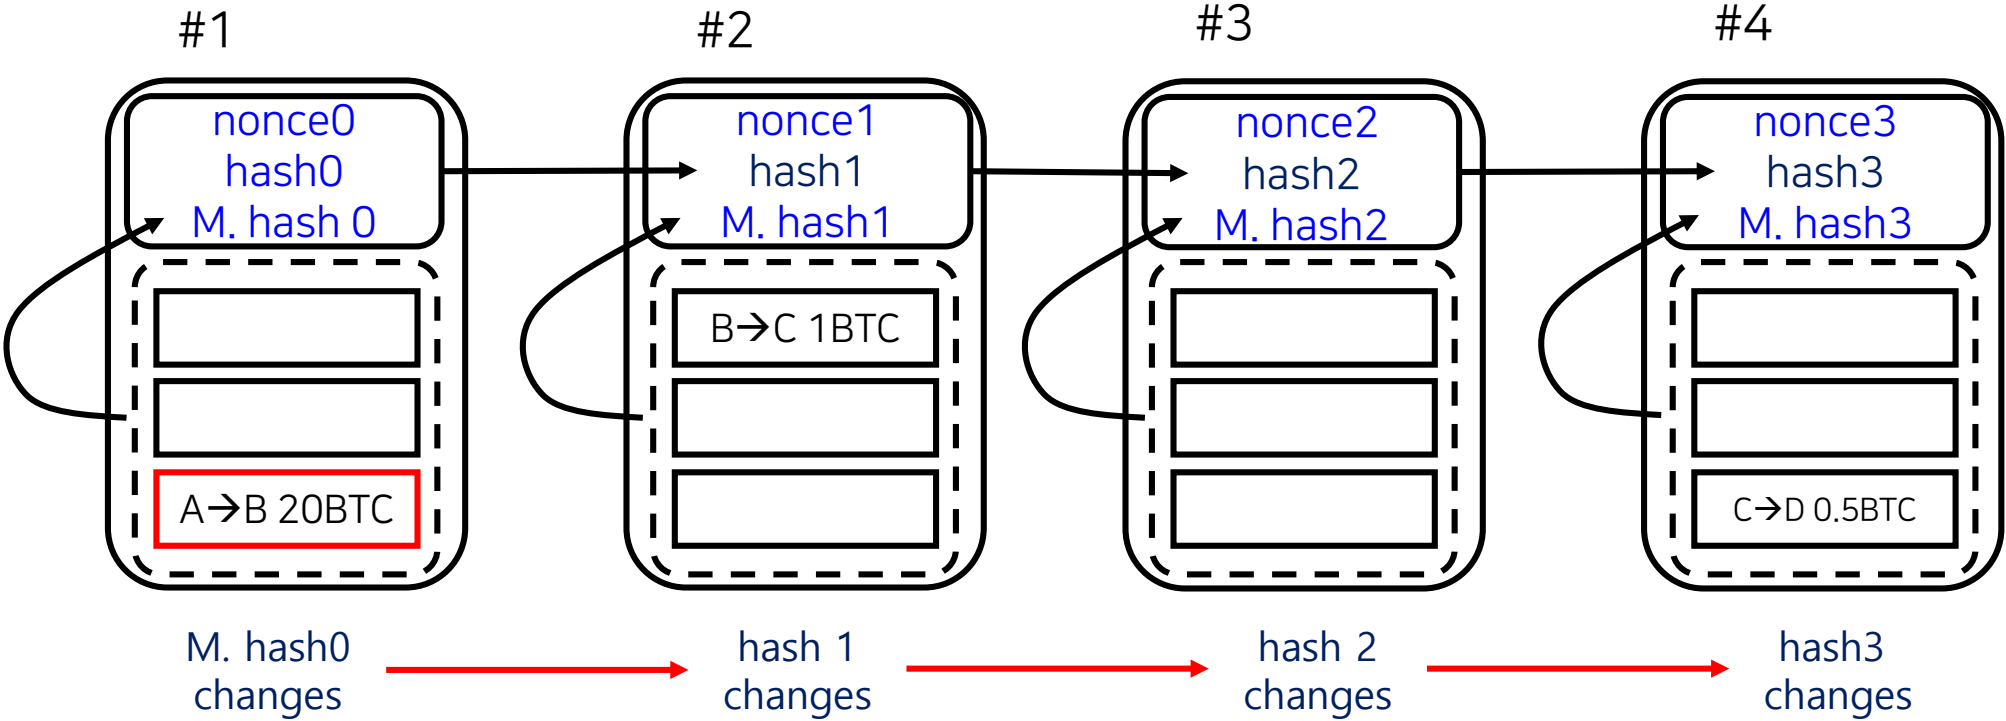 #1
#2
#3
#4
nonce0
hash0
M. hash 0
nonce1
hash1
M. hash1
nonce2
hash2
M. hash2
nonce3
hash3
M. hash3
A→B 20BTC
B→C 1BTC
C→D 0.5BTC
M. hash0
changes
hash 1
changes
hash 2
changes
hash3
changes